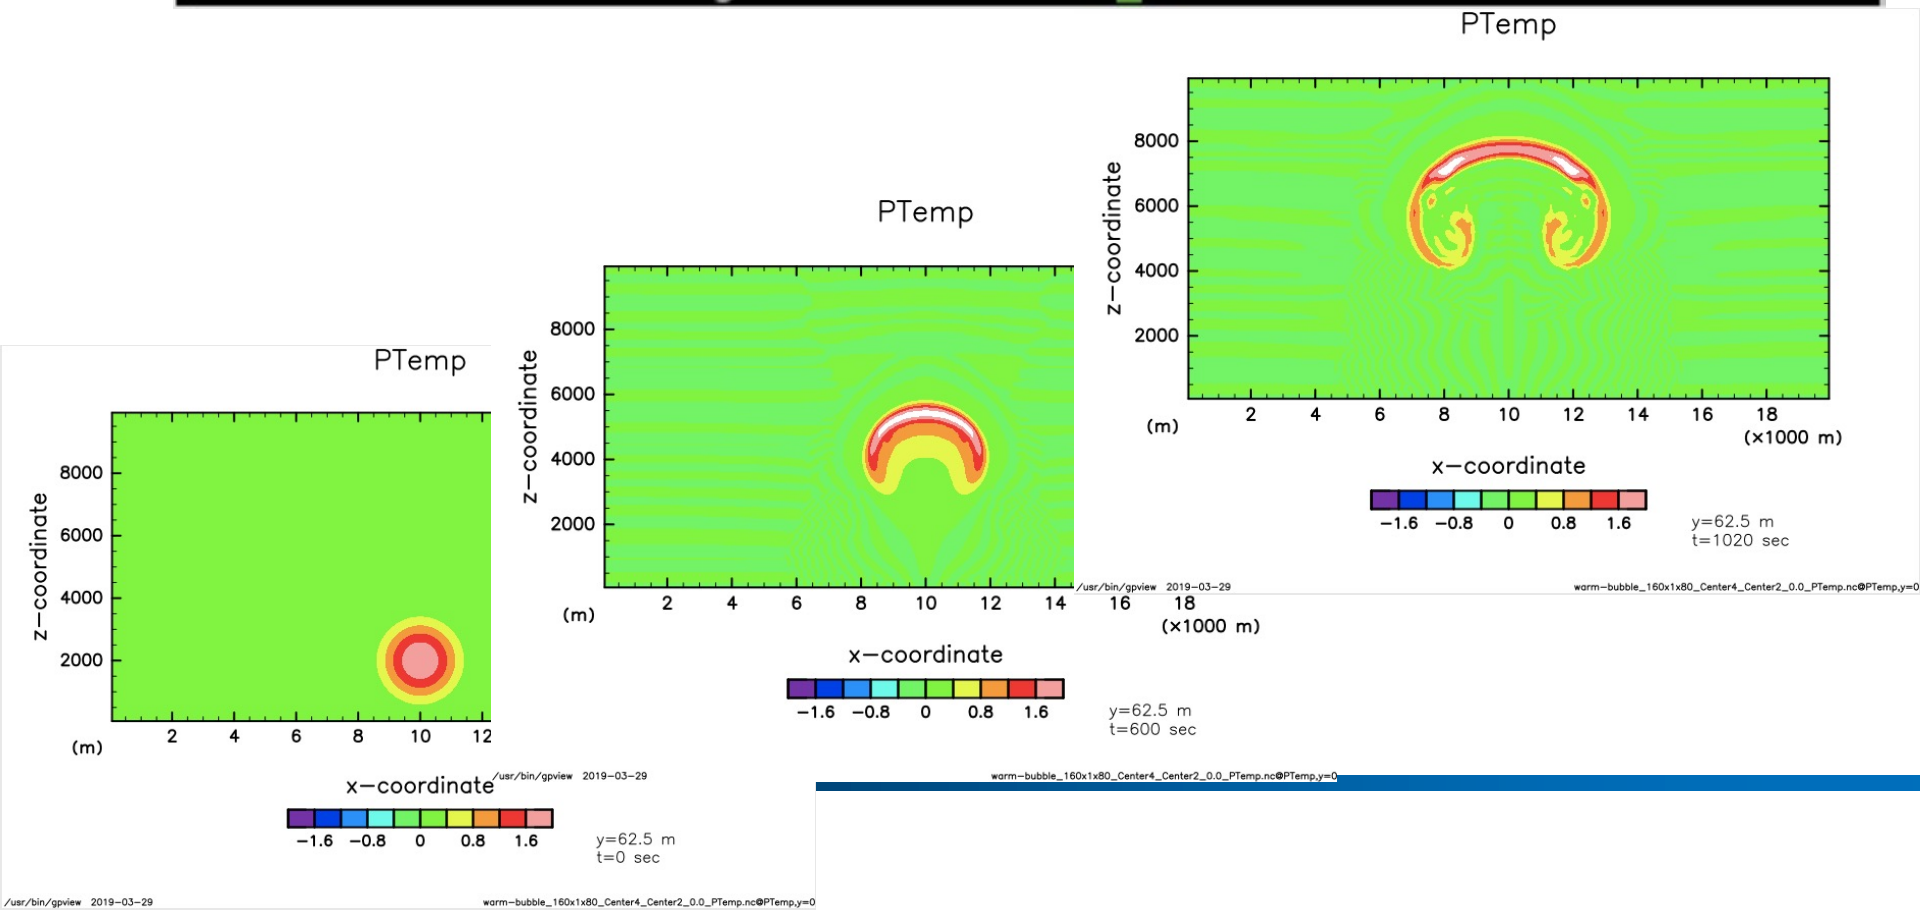 PTemp
z-coordinate
8000
6000
4000
2000
2 4 6 8 10 12 14 16 18
(m)
(×1000 m)
x-coordinate
-1.6 -0.8 0 0.8 1.6
y=62.5 m
t=1020 sec
/usr/bin/gpview 2019-03-29
warm-bubble_160x1x80_Center4_Center2_0.0_PTemp.nc@PTemp,y=0
PTemp
z-coordinate
8000
6000
4000
2000
2 4 6 8 10 12 14 16 18
(m)
(×1000 m)
x-coordinate
-1.6 -0.8 0 0.8 1.6
y=62.5 m
t=600 sec
/usr/bin/gpview 2019-03-29
warm-bubble_160x1x80_Center4_Center2_0.0_PTemp.nc@PTemp,y=0
PTemp
z-coordinate
8000
6000
4000
2000
2 4 6 8 10 12
(m)
x-coordinate
-1.6 -0.8 0 0.8 1.6
y=62.5 m
t=0 sec
/usr/bin/gpview 2019-03-29
warm-bubble_160x1x80_Center4_Center2_0.0_PTemp.nc@PTemp,y=0